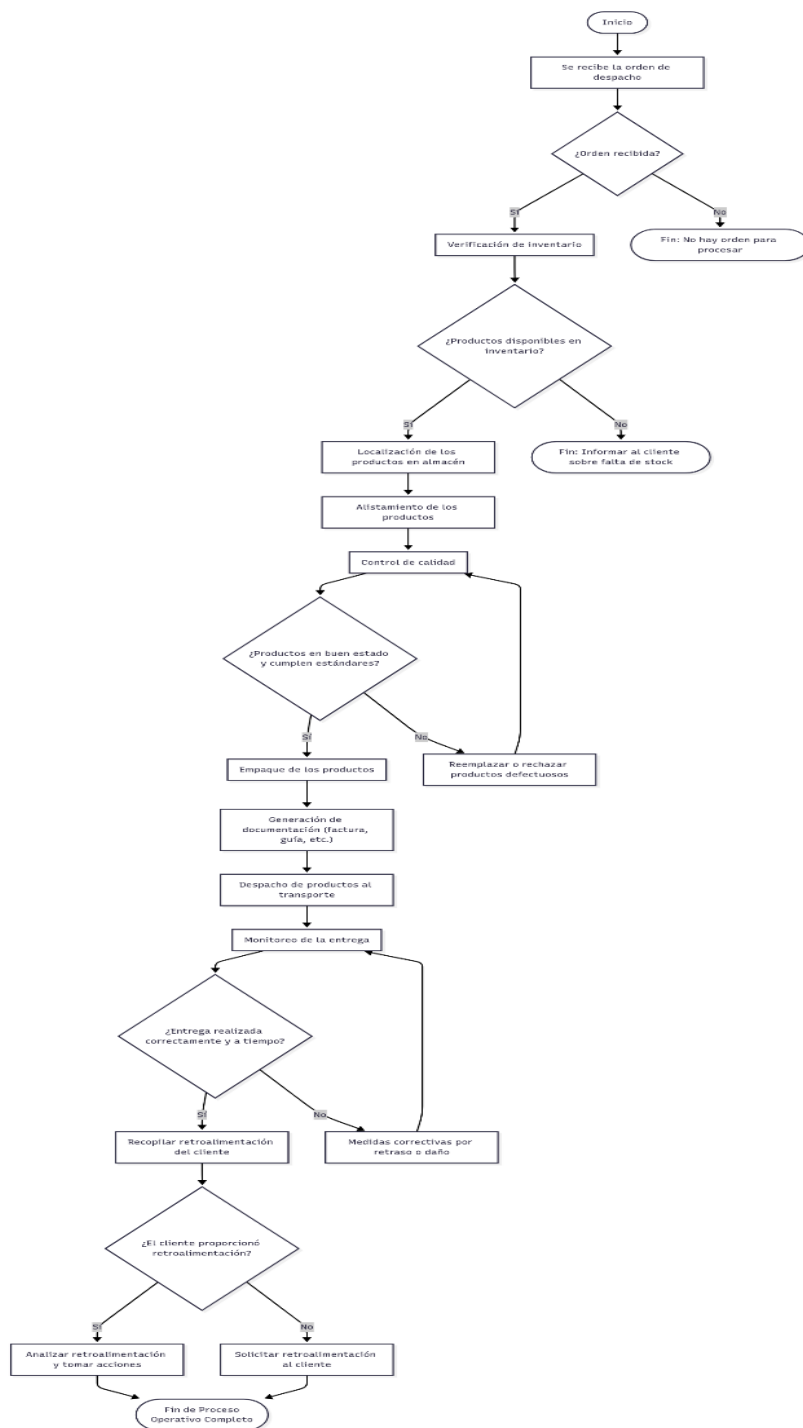 Inicio
Se recibe la orden de
despacho
¿Orden recibida?
Sí
No
Verificación de inventario
Fin: No hay orden para
procesar
¿Productos disponibles en
inventario?
Sí
No
Localización de los
productos en almacén
Fin: Informar al cliente
sobre falta de stock
Alistamiento de los
productos
Control de calidad
¿Productos en buen estado
y cumplen estándares?
Sí
No
Empaque de los productos
Reemplazar o rechazar
productos defectuosos
Generación de
documentación (factura,
guía, etc.)
Despacho de productos al
transporte
Monitoreo de la entrega
¿Entrega realizada
correctamente y a tiempo?
Sí
No
Recopilar retroalimentación
del cliente
Medidas correctivas por
retraso o daño
¿El cliente proporcionó
retroalimentación?
Sí
No
Analizar retroalimentación
y tomar acciones
Solicitar retroalimentación
al cliente
Fin de Proceso
Operativo Completo